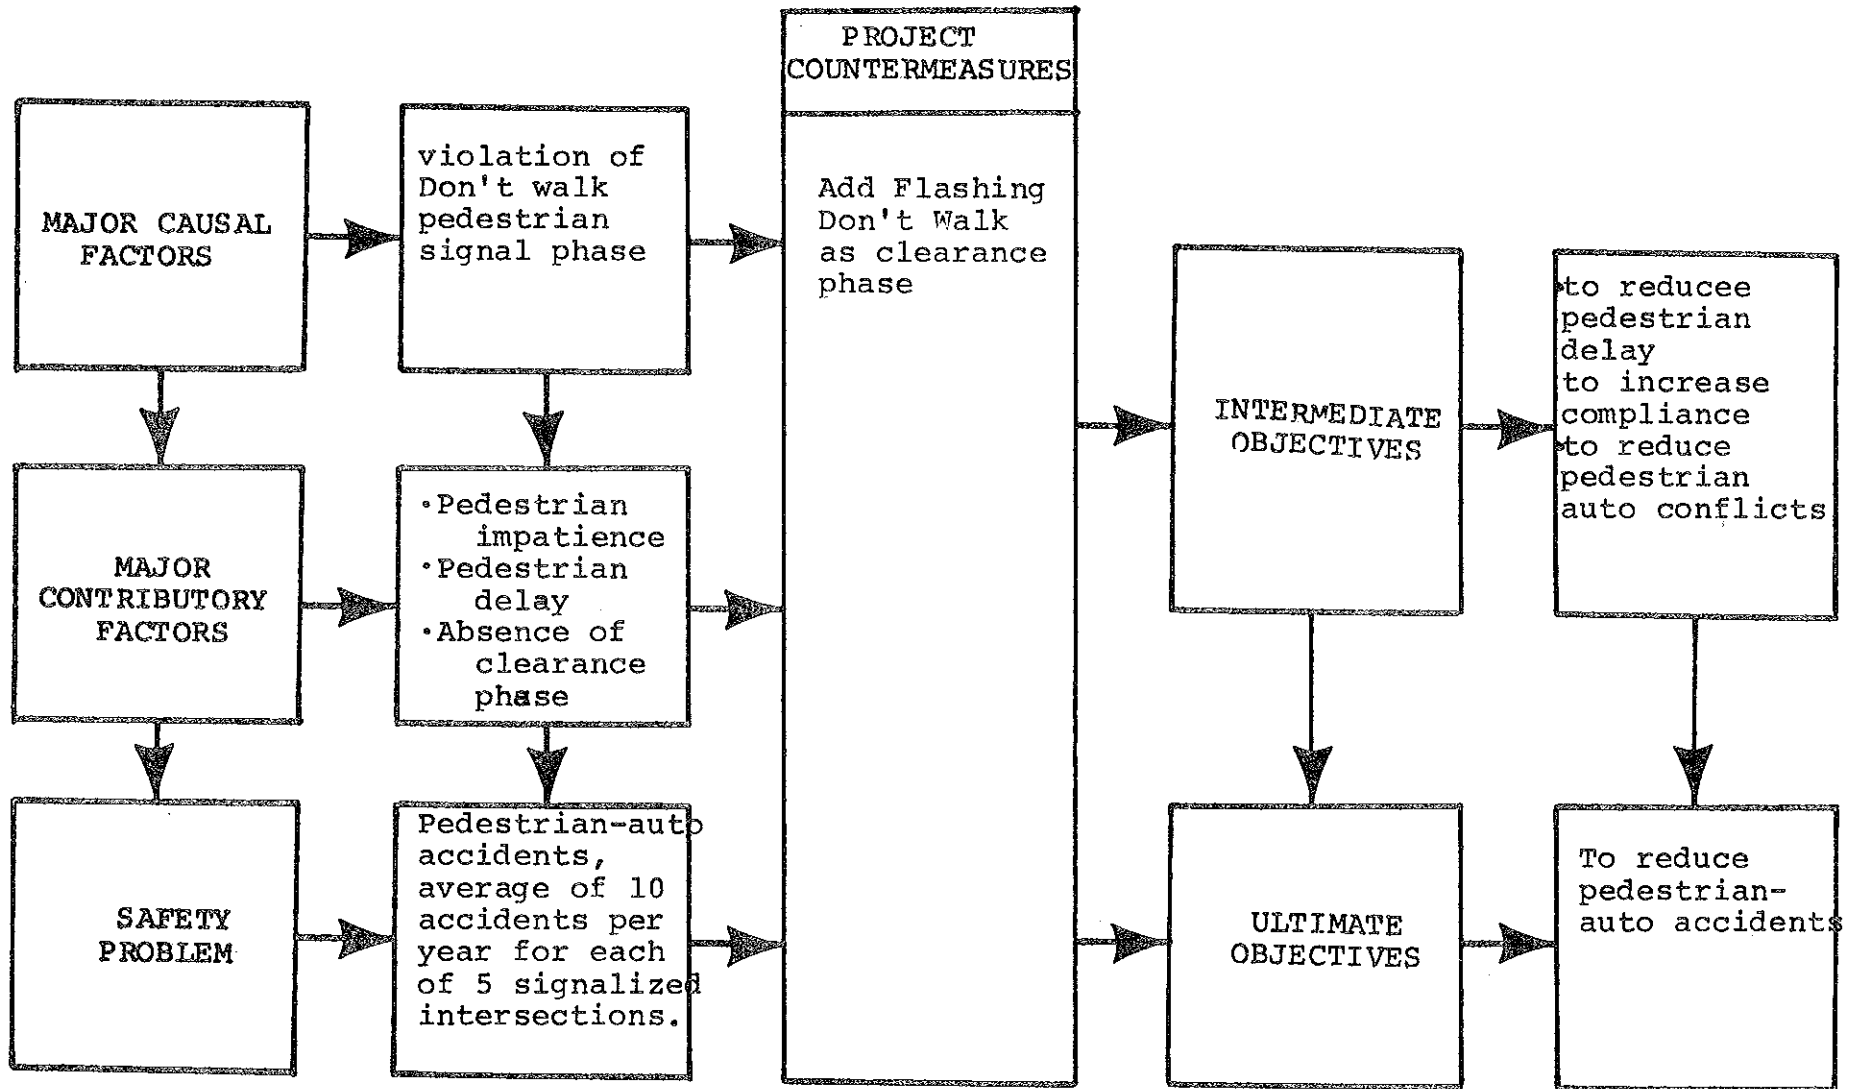 PROJECT
COUNTERMEASURES
MAJOR CAUSAL
FACTORS
violation of
Don't walk
pedestrian
signal phase
Add Flashing
Don't Walk
as clearance
phase
MAJOR
CONTRIBUTORY
FACTORS
•Pedestrian
impatience
•Pedestrian
delay
•Absence of
clearance
phase
INTERMEDIATE
OBJECTIVES
•to reducee
pedestrian
delay
to increase
compliance
•to reduce
pedestrian
auto conflicts
SAFETY
PROBLEM
Pedestrian-auto
accidents,
average of 10
accidents per
year for each
of 5 signalized
intersections.
ULTIMATE
OBJECTIVES
To reduce
pedestrian-
auto accidents